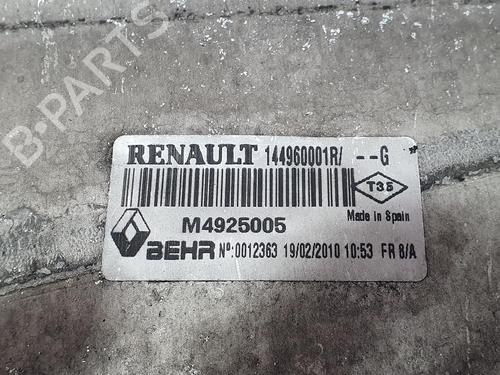 B-PARTS
RENAULT 144960001R/ --G
T35
Made in Spain
M4925005
BEHR Nº:0012363 19/02/2010 10:53 FR 8/A